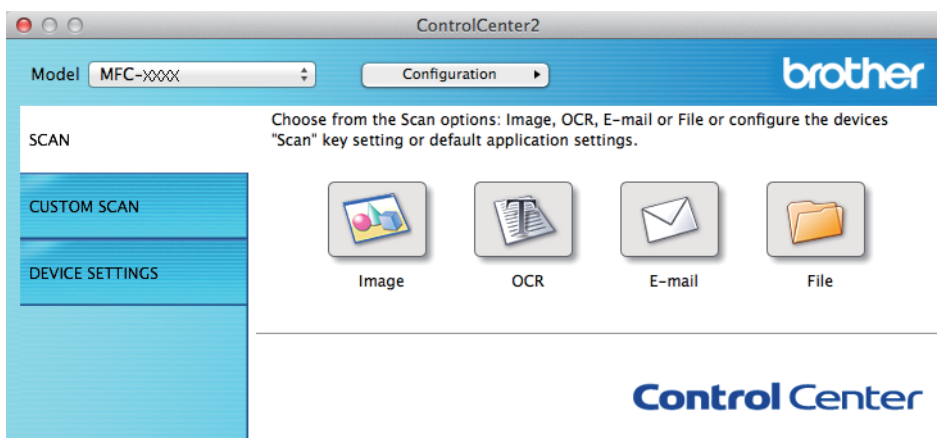 ControlCenter2
Model MFC-XXXX Configuration
brother
SCAN
Choose from the Scan options: Image, OCR, E-mail or File or configure the devices
"Scan" key setting or default application settings.
CUSTOM SCAN
DEVICE SETTINGS
Image OCR E-mail File
Control Center